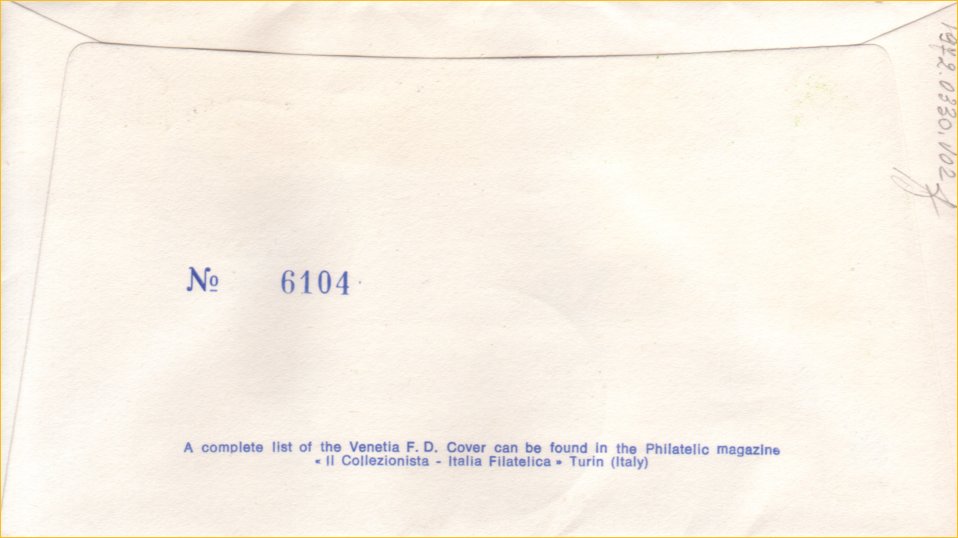 № 6104
A complete list of the Venetia F. D. Cover can be found in the Philatelic magazine
« Il Collezionista - Italia Filatelica » Turin (Italy)